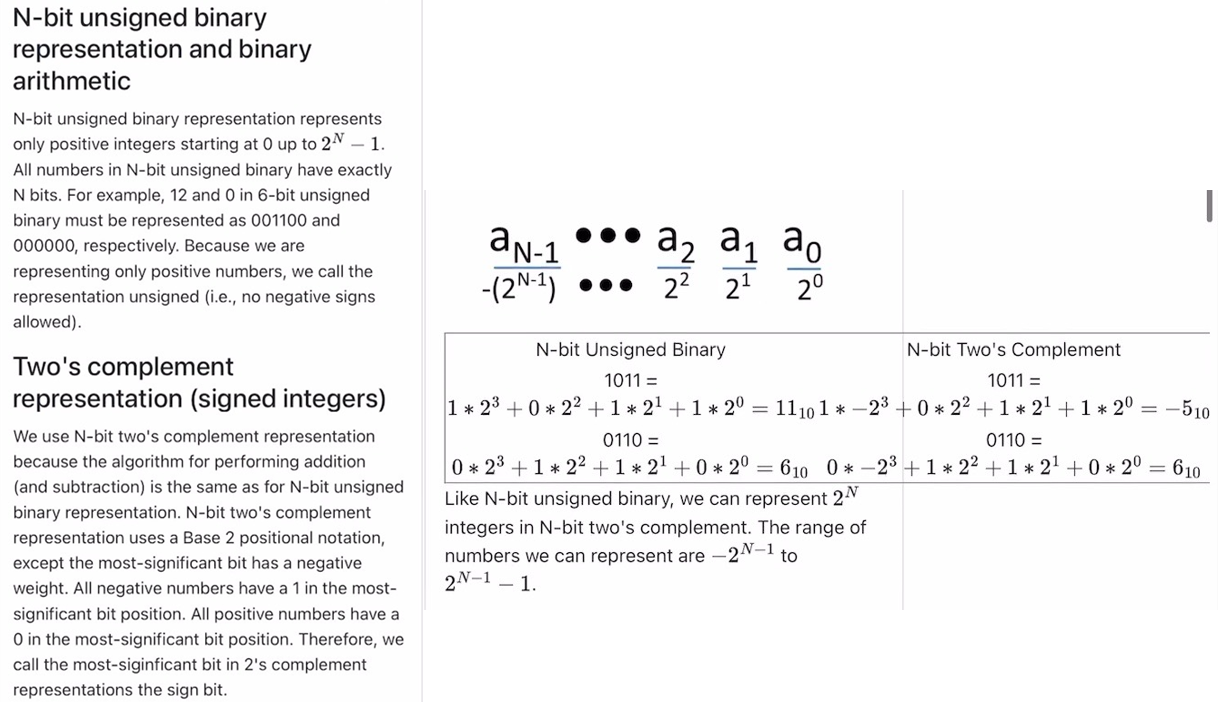 N-bit unsigned binary
representation and binary
arithmetic
N-bit unsigned binary representation represents
only positive integers starting at 0 up to 2^N − 1.
All numbers in N-bit unsigned binary have exactly
N bits. For example, 12 and 0 in 6-bit unsigned
binary must be represented as 001100 and
000000, respectively. Because we are
representing only positive numbers, we call the
representation unsigned (i.e., no negative signs
allowed).
Two's complement
representation (signed integers)
We use N-bit two's complement representation
because the algorithm for performing addition
(and subtraction) is the same as for N-bit unsigned
binary representation. N-bit two's complement
representation uses a Base 2 positional notation,
except the most-significant bit has a negative
weight. All negative numbers have a 1 in the most-
significant bit position. All positive numbers have a
0 in the most-significant bit position. Therefore, we
call the most-siginficant bit in 2's complement
representations the sign bit.
a_{N-1} ••• a_2 a_1 a_0
-(2^{N-1}) ••• 2^2 2^1 2^0
N-bit Unsigned Binary N-bit Two's Complement
1011 = 1011 =
1 ∗ 2^3 + 0 ∗ 2^2 + 1 ∗ 2^1 + 1 ∗ 2^0 = 11_{10} 1 ∗ −2^3 + 0 ∗ 2^2 + 1 ∗ 2^1 + 1 ∗ 2^0 = −5_{10}
0110 = 0110 =
0 ∗ 2^3 + 1 ∗ 2^2 + 1 ∗ 2^1 + 0 ∗ 2^0 = 6_{10} 0 ∗ −2^3 + 1 ∗ 2^2 + 1 ∗ 2^1 + 0 ∗ 2^0 = 6_{10}
Like N-bit unsigned binary, we can represent 2^N
integers in N-bit two's complement. The range of
numbers we can represent are −2^{N−1} to
2^{N−1} − 1.